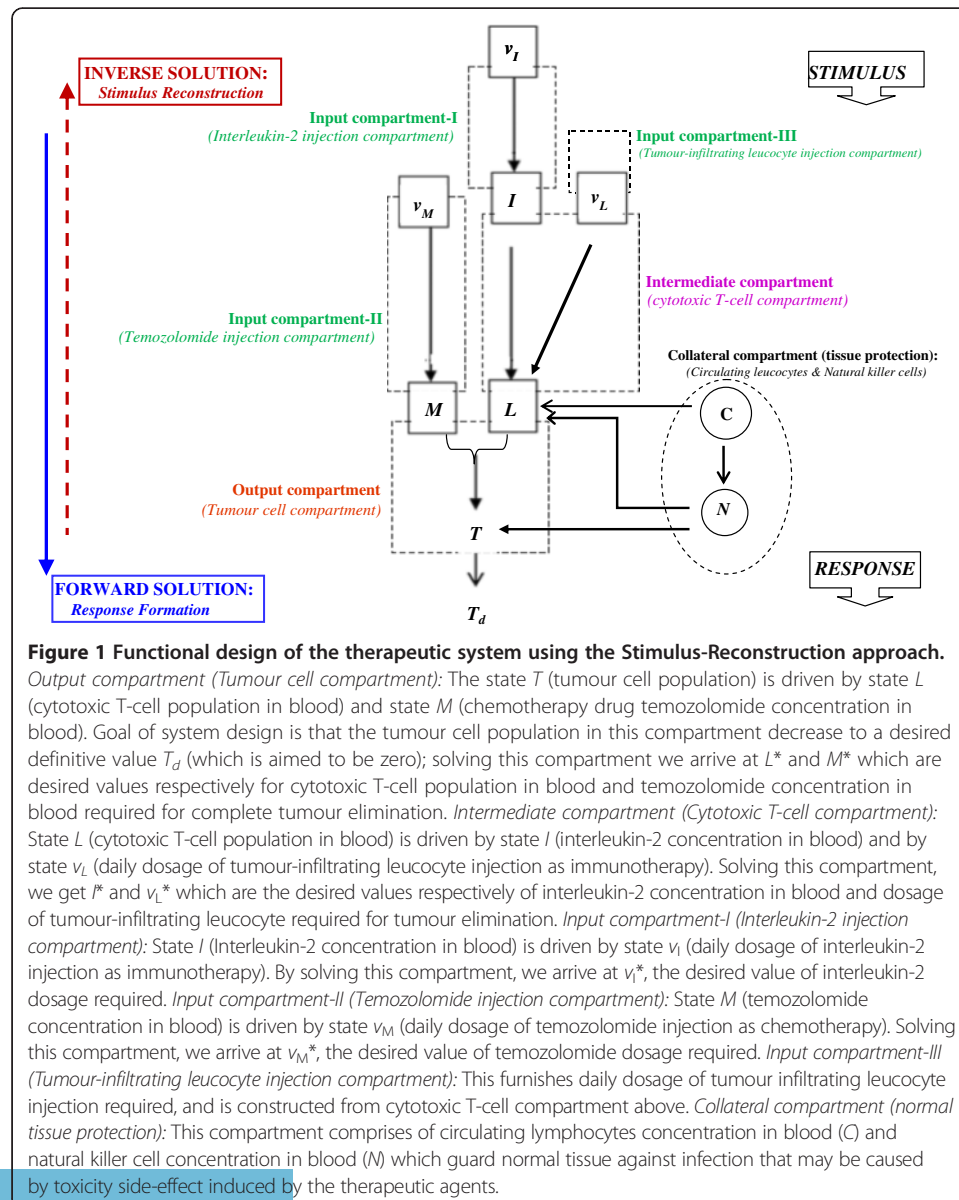 v_I
INVERSE SOLUTION:
Stimulus Reconstruction
STIMULUS
Input compartment-I
(Interleukin-2 injection compartment)
Input compartment-III
(Tumour-infiltrating leucocyte injection compartment)
v_M
I
v_L
Intermediate compartment
(cytotoxic T-cell compartment)
Input compartment-II
(Temozolomide injection compartment)
Collateral compartment (tissue protection):
(Circulating leucocytes & Natural killer cells)
M
L
C
Output compartment
(Tumour cell compartment)
N
T
FORWARD SOLUTION:
Response Formation
RESPONSE
T_d
Figure 1 Functional design of the therapeutic system using the Stimulus-Reconstruction approach.
Output compartment (Tumour cell compartment): The state T (tumour cell population) is driven by state L
(cytotoxic T-cell population in blood) and state M (chemotherapy drug temozolomide concentration in
blood). Goal of system design is that the tumour cell population in this compartment decrease to a desired
definitive value T_d (which is aimed to be zero); solving this compartment we arrive at L* and M* which are
desired values respectively for cytotoxic T-cell population in blood and temozolomide concentration in
blood required for complete tumour elimination. Intermediate compartment (Cytotoxic T-cell compartment):
State L (cytotoxic T-cell population in blood) is driven by state I (interleukin-2 concentration in blood) and by
state v_L (daily dosage of tumour-infiltrating leucocyte injection as immunotherapy). Solving this compartment,
we get I* and v_L* which are the desired values respectively of interleukin-2 concentration in blood and dosage
of tumour-infiltrating leucocyte required for tumour elimination. Input compartment-I (Interleukin-2 injection
compartment): State I (Interleukin-2 concentration in blood) is driven by state v_I (daily dosage of interleukin-2
injection as immunotherapy). By solving this compartment, we arrive at v_I*, the desired value of interleukin-2
dosage required. Input compartment-II (Temozolomide injection compartment): State M (temozolomide
concentration in blood) is driven by state v_M (daily dosage of temozolomide injection as chemotherapy). Solving
this compartment, we arrive at v_M*, the desired value of temozolomide dosage required. Input compartment-III
(Tumour-infiltrating leucocyte injection compartment): This furnishes daily dosage of tumour infiltrating leucocyte
injection required, and is constructed from cytotoxic T-cell compartment above. Collateral compartment (normal
tissue protection): This compartment comprises of circulating lymphocytes concentration in blood (C) and
natural killer cell concentration in blood (N) which guard normal tissue against infection that may be caused
by toxicity side-effect induced by the therapeutic agents.